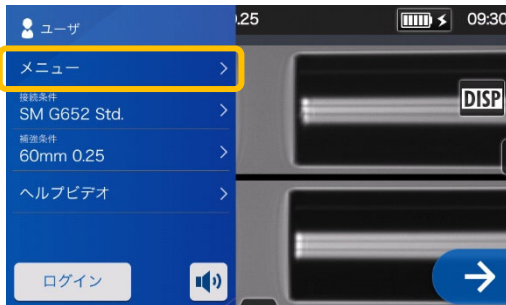 ユーザ
.25
09:30
メニュー
接続条件
SM G652 Std.
補強条件
60mm 0.25
ヘルプビデオ
ログイン
DISP